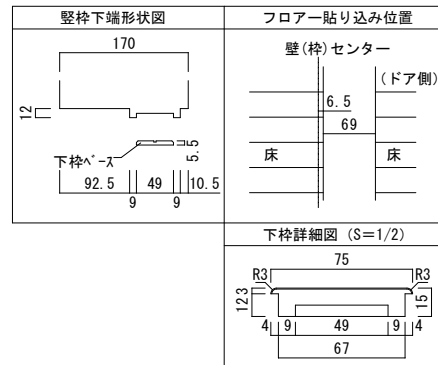 竪枠下端形状図
170
12
下枠ベース
5.5
92.5
49
10.5
9
9
フロアー貼り込み位置
壁(枠)センター
(ドア側)
6.5
69
床
床
下枠詳細図 (S=1/2)
75
R3
R3
12
3
15
4
9
49
9
4
67